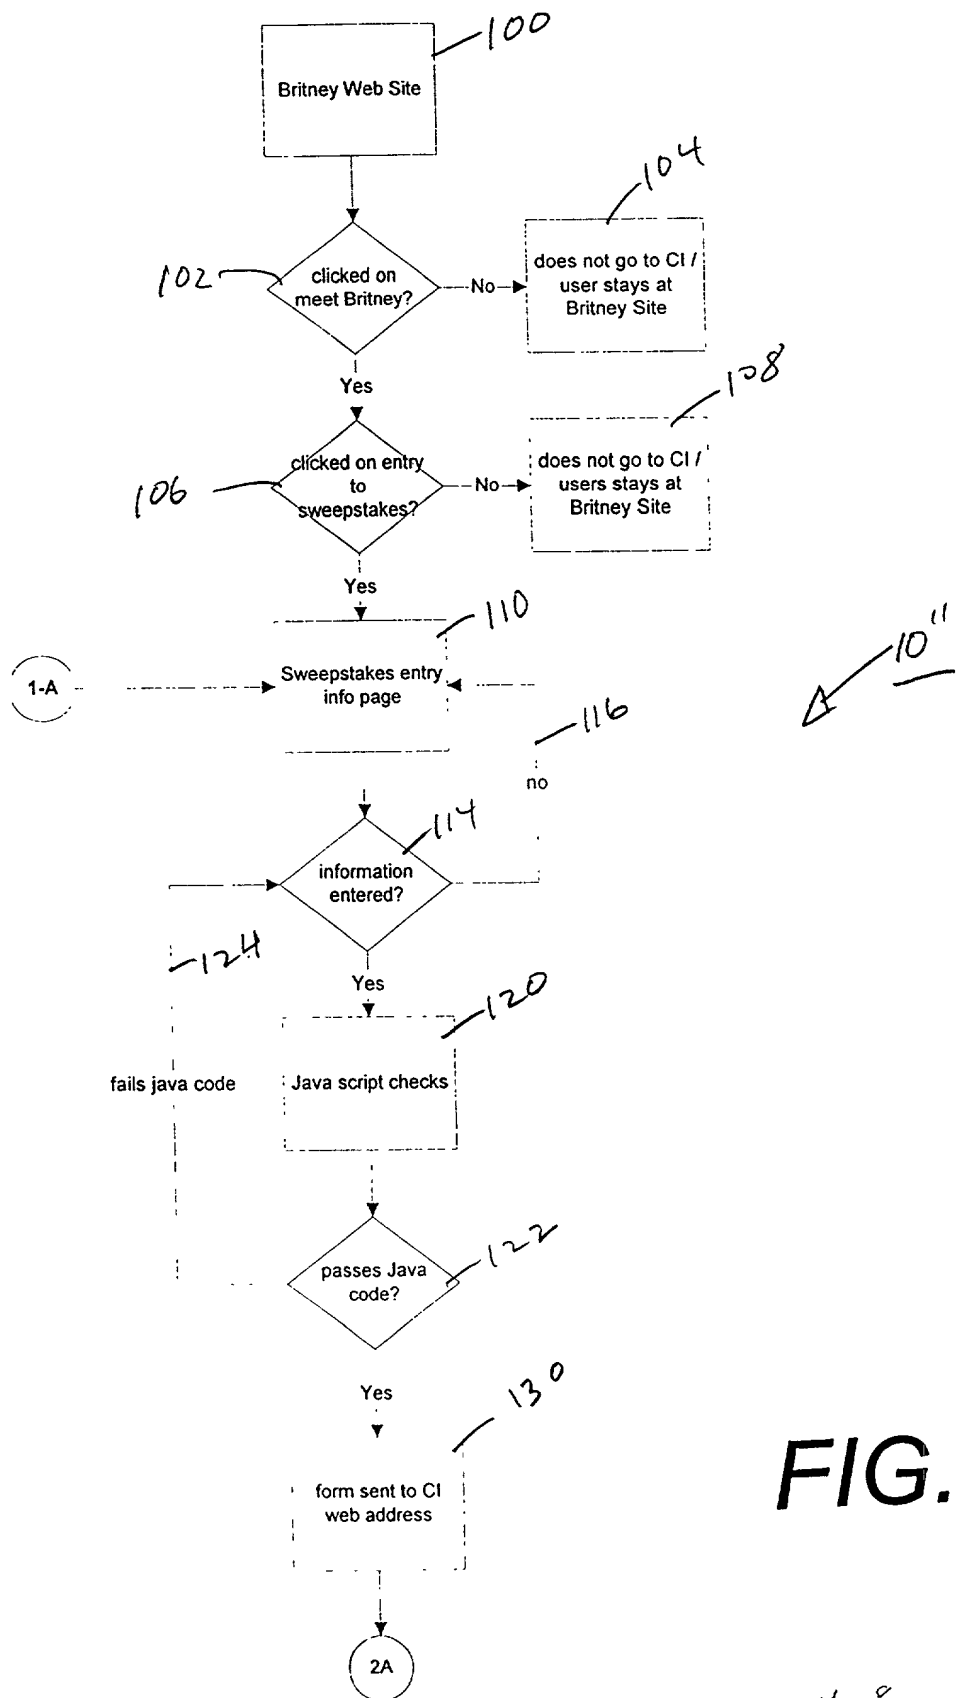 100
Britney Web Site
104
102
clicked on
meet Britney?
No
does not go to CI /
user stays at
Britney Site
Yes
108
106
clicked on entry
to
sweepstakes?
No
does not go to CI /
users stays at
Britney Site
Yes
110
10"
1-A
Sweepstakes entry
info page
116
no
114
information
entered?
124
Yes
120
fails java code
Java script checks
122
passes Java
code?
Yes
130
form sent to CI
web address
FIG.
2A